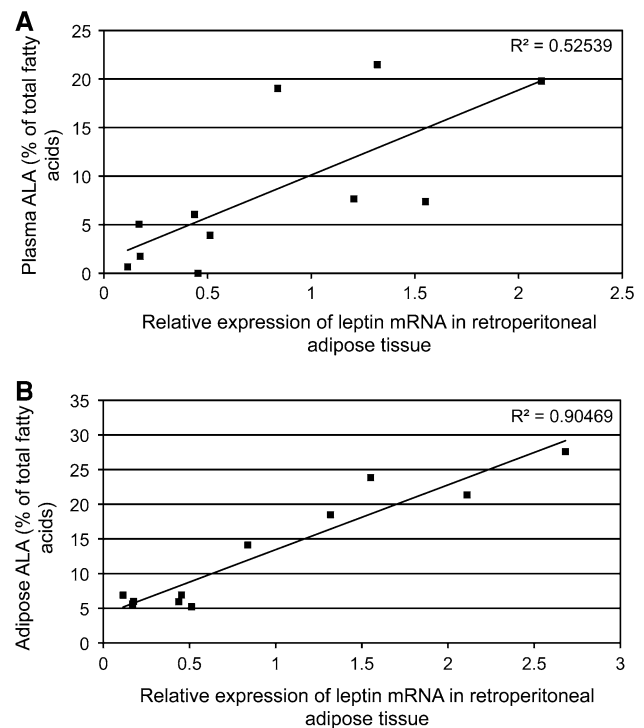 A
R² = 0.52539
Plasma ALA (% of total fatty
acids)
25
20
15
10
5
0
0 0.5 1 1.5 2 2.5
Relative expression of leptin mRNA in retroperitoneal
adipose tissue
B
R² = 0.90469
Adipose ALA (% of total fatty
acids)
35
30
25
20
15
10
5
0
0 0.5 1 1.5 2 2.5 3
Relative expression of leptin mRNA in retroperitoneal
adipose tissue